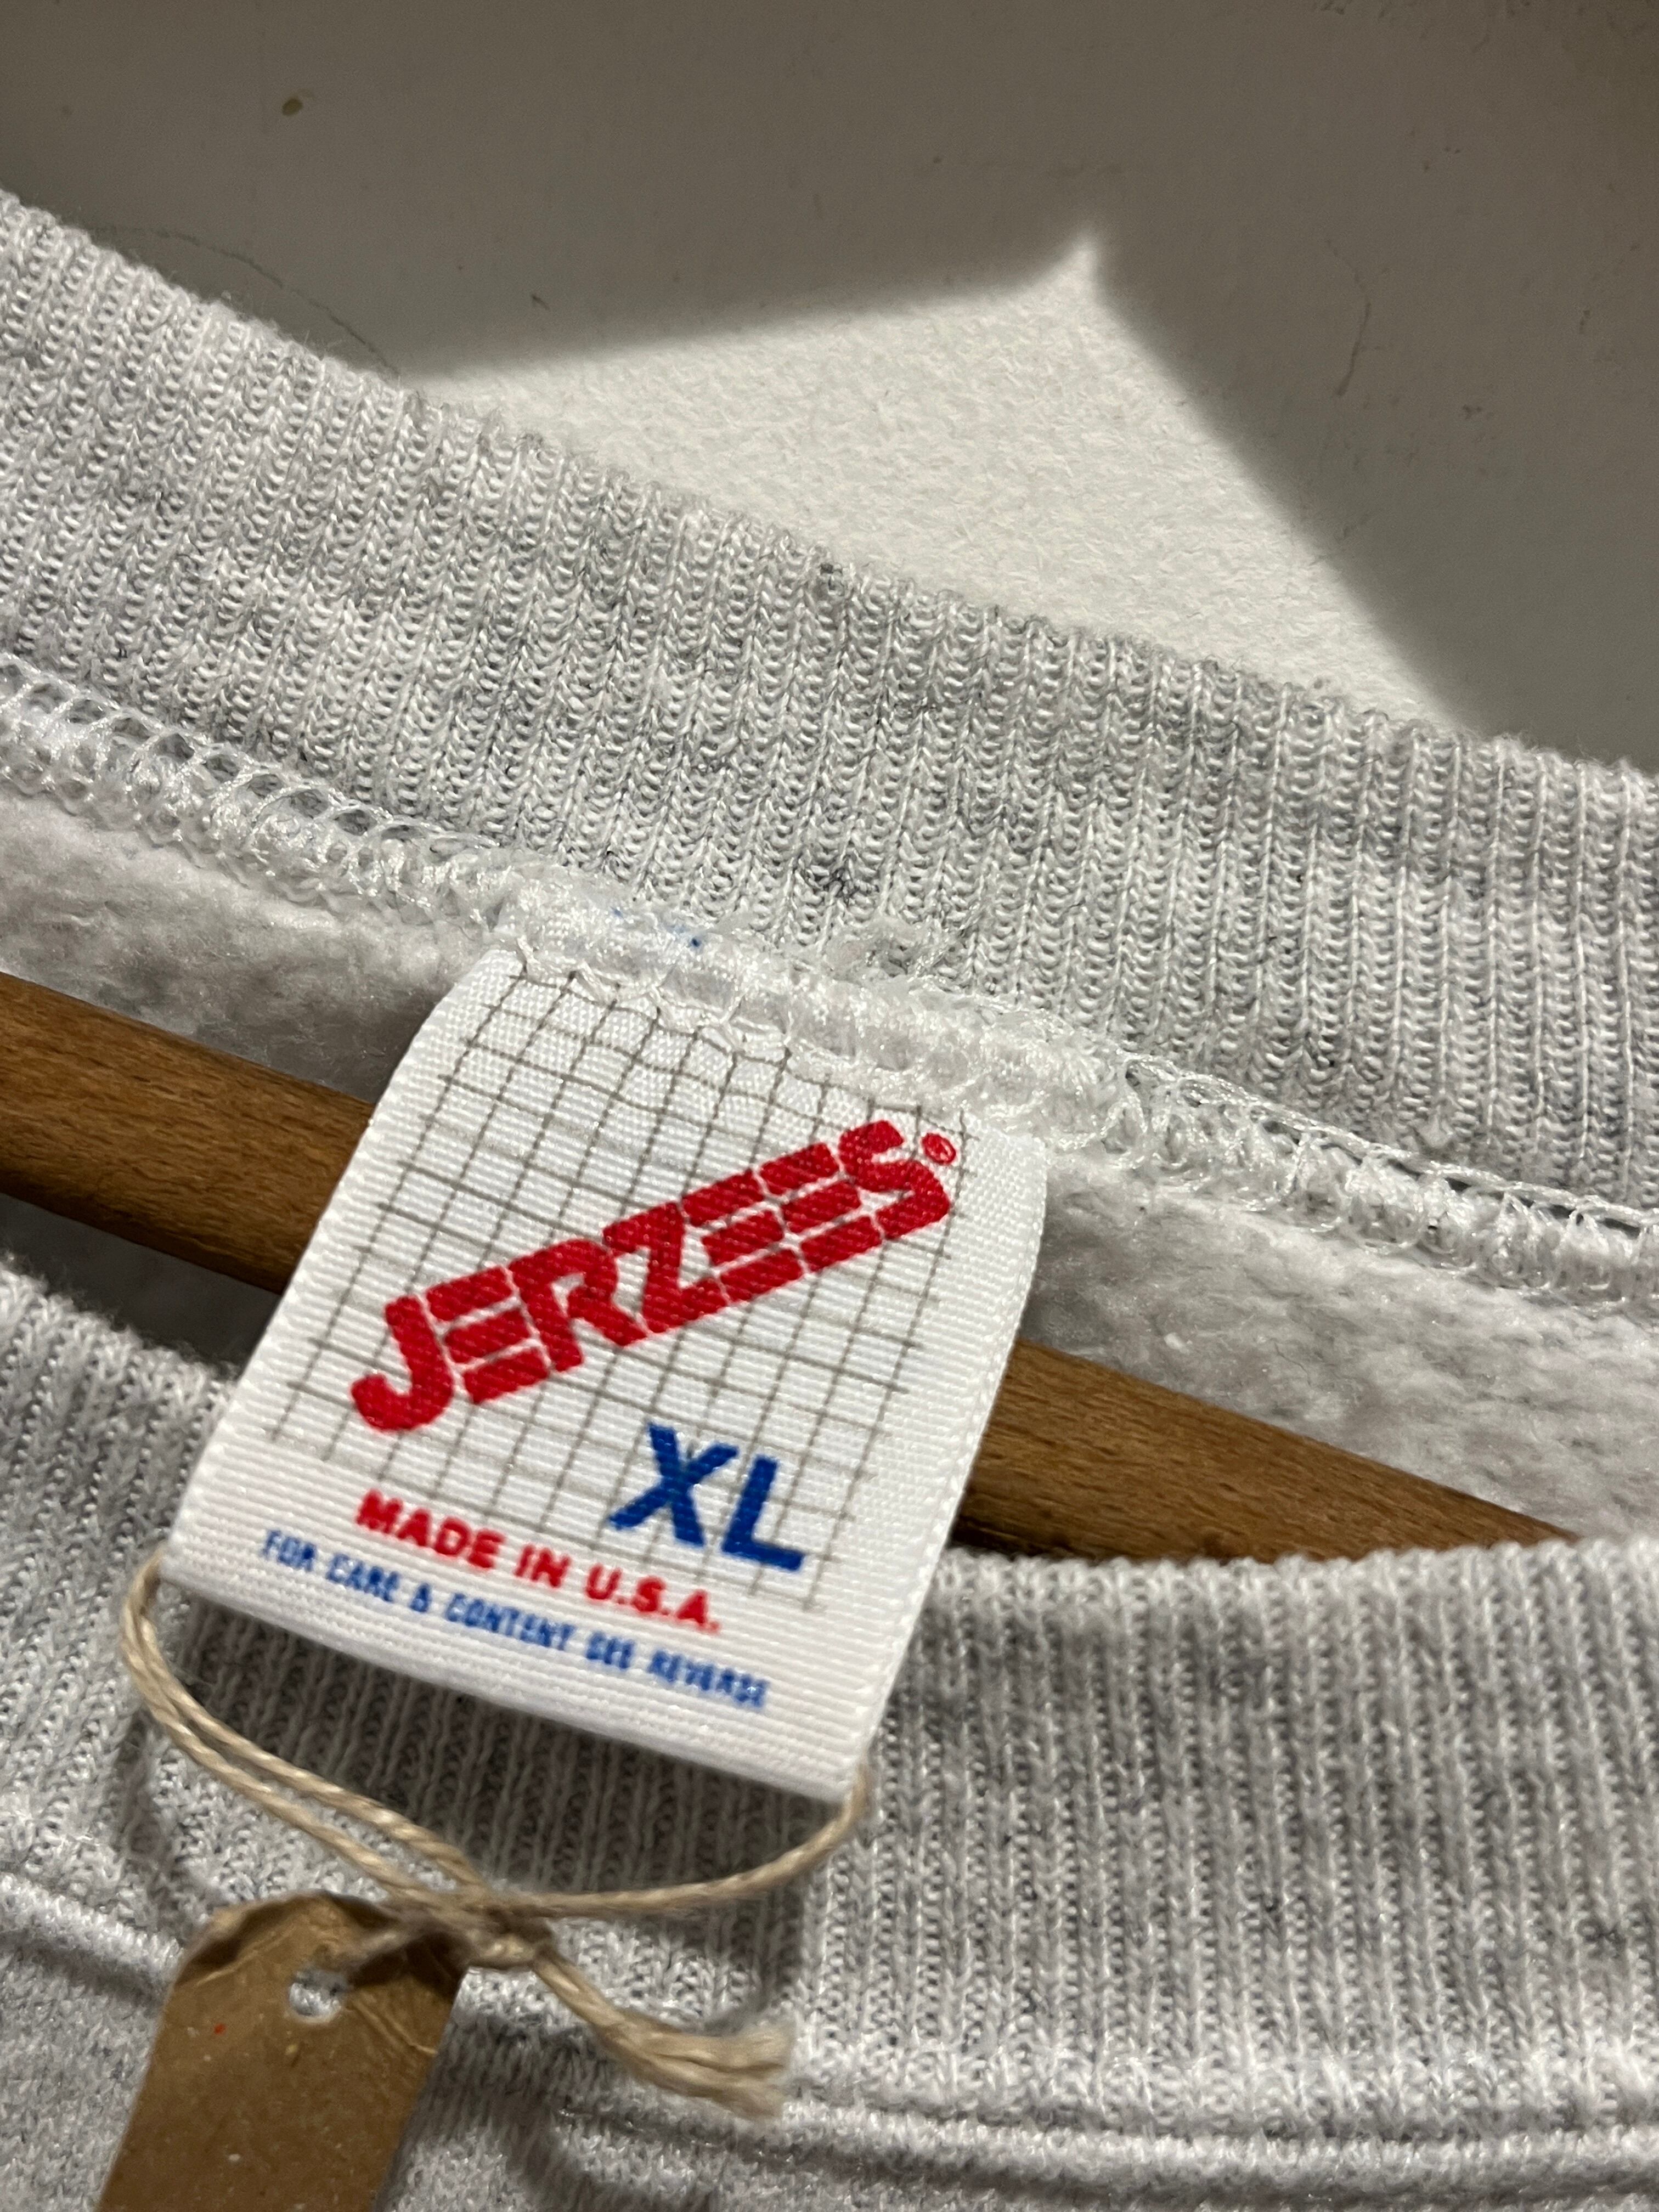 JERZEES®
XL
MADE IN U.S.A.
FOR CARE & CONTENT SEE REVERSE